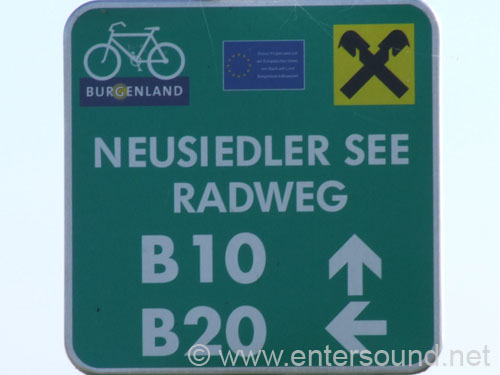 BURGENLAND
NEUSIEDLER SEE
RADWEG
B10
B20
© www.entersound.net